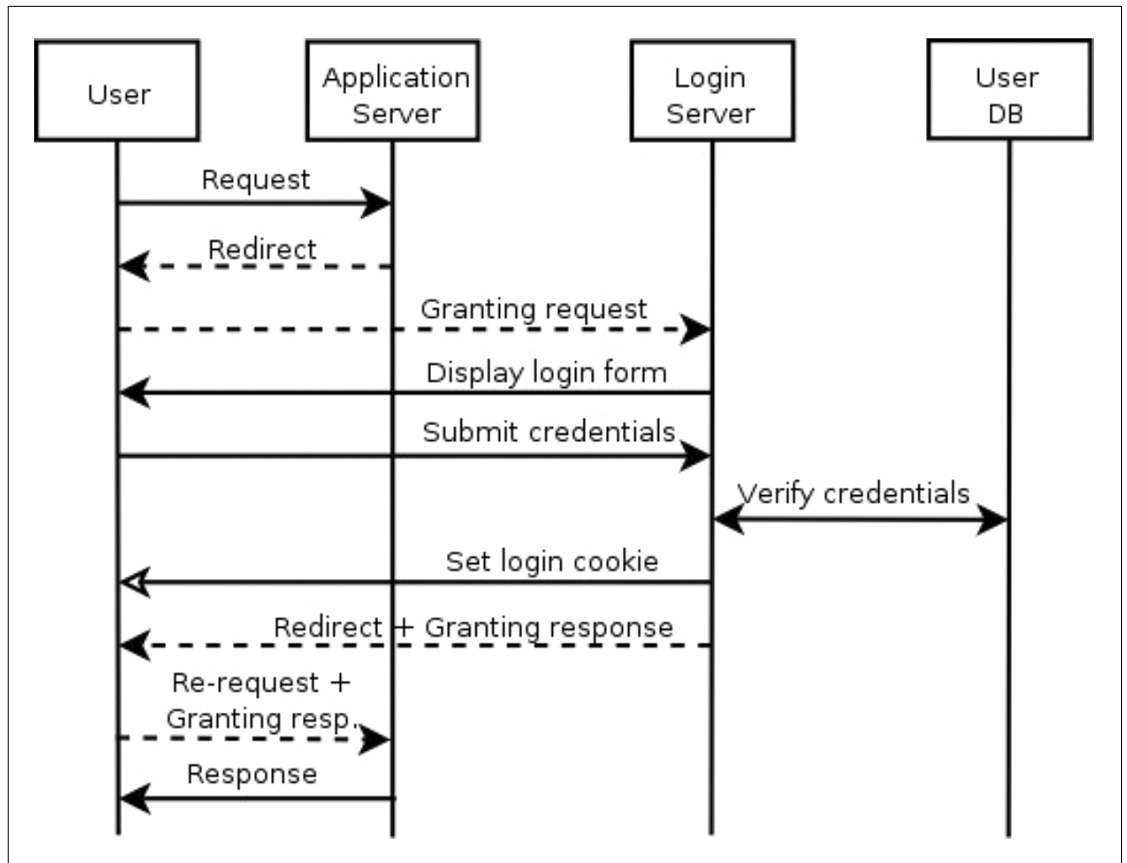 User
Application
Server
Login
Server
User
DB
Request
Redirect
Granting request
Display login form
Submit credentials
Verify credentials
Set login cookie
Redirect + Granting response
Re-request +
Granting resp.
Response